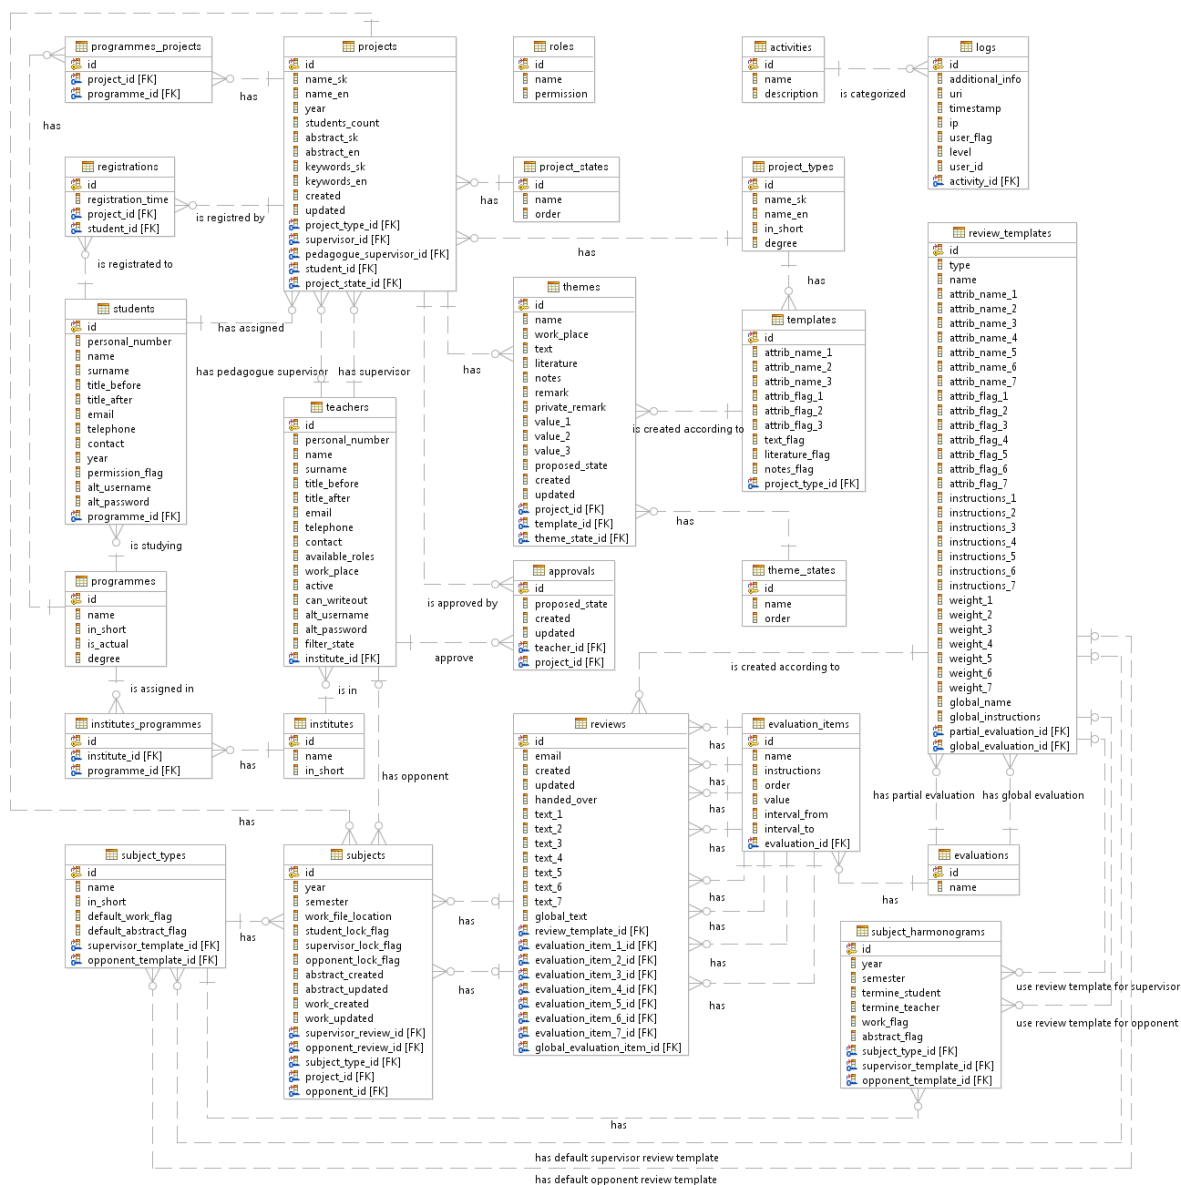 programmes_projects
id
project_id [FK]
programme_id [FK]
has
has
projects
id
name_sk
name_en
year
students_count
abstract_sk
abstract_en
keywords_sk
keywords_en
created
updated
project_type_id [FK]
supervisor_id [FK]
pedagogue_supervisor_id [FK]
student_id [FK]
project_state_id [FK]
roles
id
name
permission
activities
id
name
description
is categorized
logs
id
additional_info
uri
timestamp
ip
user_flag
level
user_id
activity_id [FK]
registrations
id
registration_time
project_id [FK]
student_id [FK]
is registred by
is registrated to
project_states
id
name
order
has
has
project_types
id
name_sk
name_en
in_short
degree
has
review_templates
id
type
name
attrib_name_1
attrib_name_2
attrib_name_3
attrib_name_4
attrib_name_5
attrib_name_6
attrib_name_7
attrib_flag_1
attrib_flag_2
attrib_flag_3
attrib_flag_4
attrib_flag_5
attrib_flag_6
attrib_flag_7
instructions_1
instructions_2
instructions_3
instructions_4
instructions_5
instructions_6
instructions_7
weight_1
weight_2
weight_3
weight_4
weight_5
weight_6
weight_7
global_name
global_instructions
partial_evaluation_id [FK]
global_evaluation_id [FK]
students
id
personal_number
name
surname
title_before
title_after
email
telephone
contact
year
permission_flag
alt_username
alt_password
programme_id [FK]
has assigned
has pedagogue supervisor
has supervisor
is studying
themes
id
name
work_place
text
literature
notes
remark
private_remark
value_1
value_2
value_3
proposed_state
created
updated
project_id [FK]
template_id [FK]
theme_state_id [FK]
has
is created according to
has
templates
id
attrib_name_1
attrib_name_2
attrib_name_3
attrib_flag_1
attrib_flag_2
attrib_flag_3
text_flag
literature_flag
notes_flag
project_type_id [FK]
teachers
id
personal_number
name
surname
title_before
title_after
email
telephone
contact
available_roles
work_place
active
can_writeout
alt_username
alt_password
filter_state
institute_id [FK]
programmes
id
name
in_short
is_actual
degree
is assigned in
approvals
id
proposed_state
created
updated
teacher_id [FK]
project_id [FK]
is approved by
approve
theme_states
id
name
order
is created according to
is in
institutes_programmes
id
institute_id [FK]
programme_id [FK]
has
institutes
id
name
in_short
has opponent
has
reviews
id
email
created
updated
handed_over
text_1
text_2
text_3
text_4
text_5
text_6
text_7
global_text
review_template_id [FK]
evaluation_item_1_id [FK]
evaluation_item_2_id [FK]
evaluation_item_3_id [FK]
evaluation_item_4_id [FK]
evaluation_item_5_id [FK]
evaluation_item_6_id [FK]
evaluation_item_7_id [FK]
global_evaluation_item_id [FK]
has
has
has
has
has
has
has
has
evaluation_items
id
name
instructions
order
value
interval_from
interval_to
evaluation_id [FK]
has
has partial evaluation
has global evaluation
evaluations
id
name
subject_types
id
name
in_short
default_work_flag
default_abstract_flag
supervisor_template_id [FK]
opponent_template_id [FK]
has
subjects
id
year
semester
work_file_location
student_lock_flag
supervisor_lock_flag
opponent_lock_flag
abstract_created
abstract_updated
work_created
work_updated
supervisor_review_id [FK]
opponent_review_id [FK]
subject_type_id [FK]
project_id [FK]
opponent_id [FK]
has
has
subject_harmonograms
id
year
semester
termine_student
termine_teacher
work_flag
abstract_flag
subject_type_id [FK]
supervisor_template_id [FK]
opponent_template_id [FK]
use review template for supervisor
use review template for opponent
has
has default supervisor review template
has default opponent review template